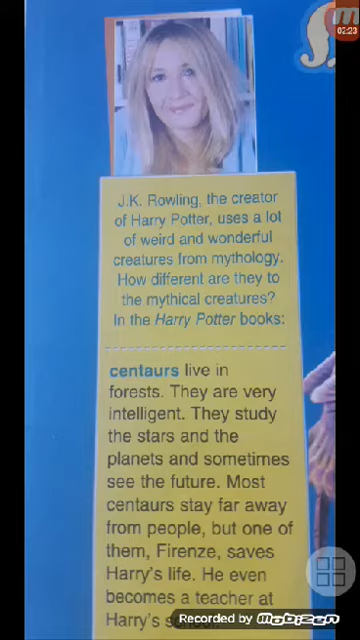 02:23
J.K. Rowling, the creator
of Harry Potter, uses a lot
of weird and wonderful
creatures from mythology.
How different are they to
the mythical creatures?
In the Harry Potter books:
centaurs live in
forests. They are very
intelligent. They study
the stars and the
planets and sometimes
see the future. Most
centaurs stay far away
from people, but one of
them, Firenze, saves
Harry's life. He even
becomes a teacher at
Harry's
Recorded by Mobizen